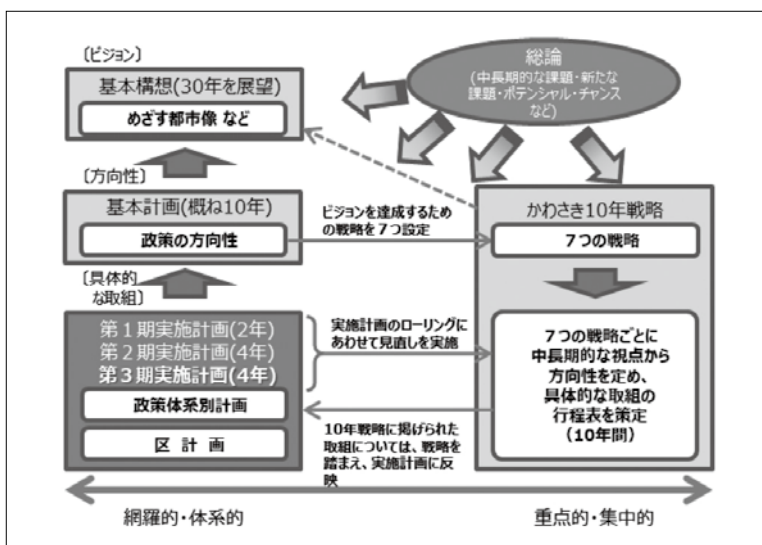 〔ビジョン〕
基本構想(30年を展望)
めざす都市像 など
総論
(中長期的な課題・新たな
課題・ポテンシャル・チャンス
など)
〔方向性〕
基本計画(概ね10年)
政策の方向性
ビジョンを達成するため
の戦略を７つ設定
かわさき10年戦略
７つの戦略
〔具体的
な取組〕
第１期実施計画(2年)
第２期実施計画(4年)
第３期実施計画(4年)
政策体系別計画
区 計 画
実施計画のローリングに
あわせて見直しを実施
７つの戦略ごとに
中長期的な視点から
方向性を定め、
具体的な取組の
行程表を策定
(10年間)
10年戦略に掲げられた
取組については、戦略を
踏まえ、実施計画に反
映
網羅的・体系的
重点的・集中的